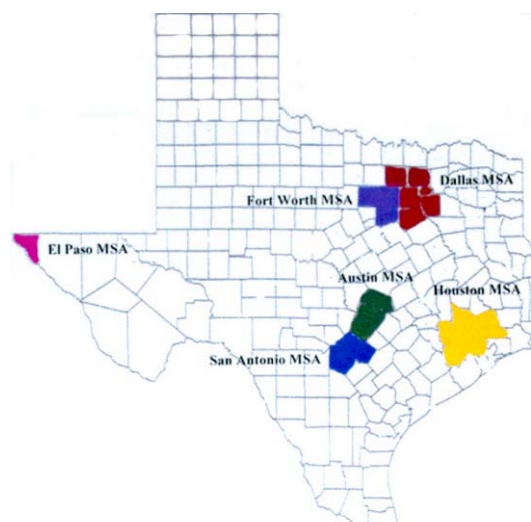 Dallas MSA
Fort Worth MSA
El Paso MSA
Austin MSA
Houston MSA
San Antonio MSA